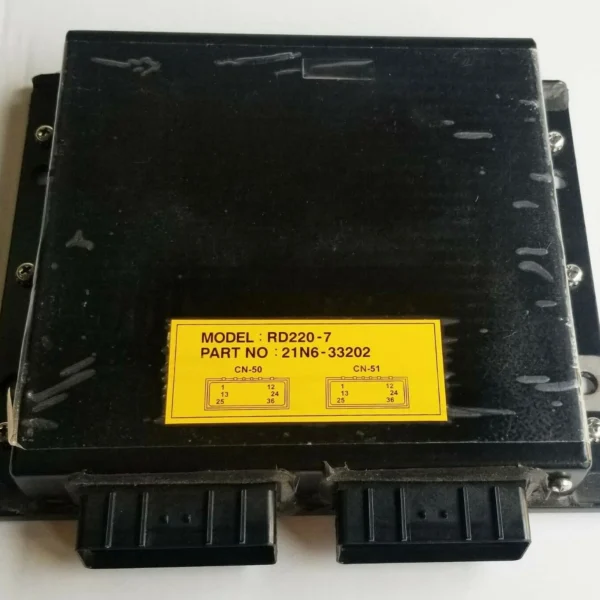 MODEL : RD220-7
PART NO : 21N6-33202
CN-50 CN-51
1 12 1 12
13 24 13 24
25 36 25 36